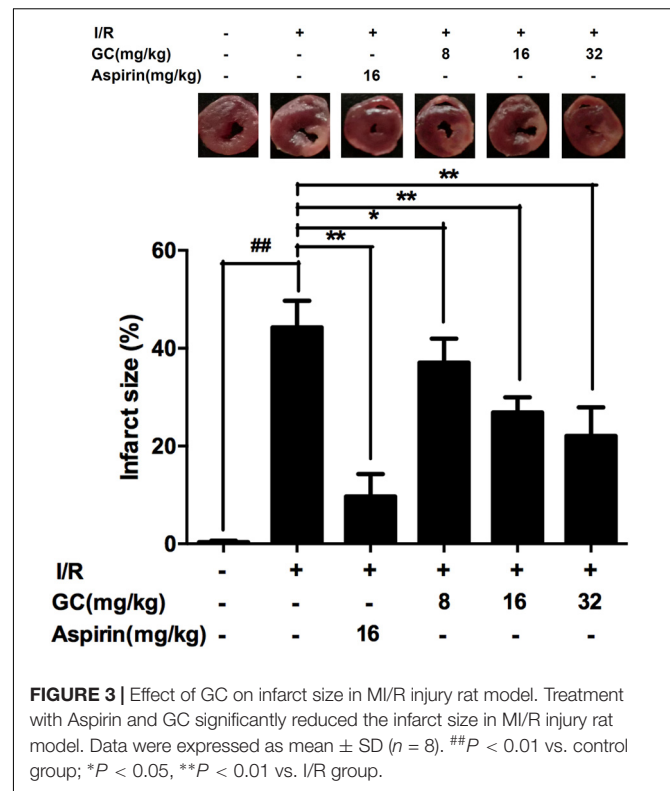 I/R - + + + + +
GC(mg/kg) - - - 8 16 32
Aspirin(mg/kg) - - 16 - - -
**
**
*
## **
60
40
20
0
Infarct size (%)
I/R - + + + + +
GC(mg/kg) - - - 8 16 32
Aspirin(mg/kg) - - 16 - - -
FIGURE 3 | Effect of GC on infarct size in MI/R injury rat model. Treatment
with Aspirin and GC significantly reduced the infarct size in MI/R injury rat
model. Data were expressed as mean ± SD (n = 8). ##P < 0.01 vs. control
group; *P < 0.05, **P < 0.01 vs. I/R group.